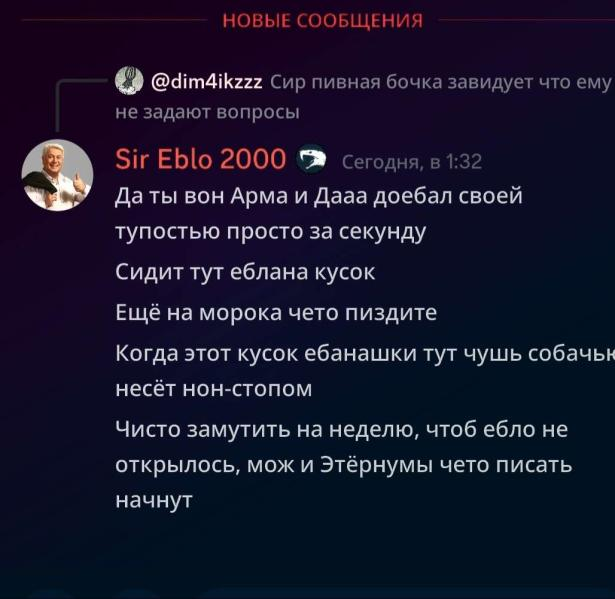 НОВЫЕ СООБЩЕНИЯ
@dim4ikzzz Сир пивная бочка завидует что ему
не задают вопросы
Sir Eblo 2000 Сегодня, в 1:32
Да ты вон Арма и Дааа доебал своей
тупостью просто за секунду
Сидит тут еблана кусок
Ещё на морока чето пиздите
Когда этот кусок ебанашки тут чушь собачью
несёт нон-стопом
Чисто замутить на неделю, чтоб ебло не
открылось, мож и Этёрнумы чето писать
начнут